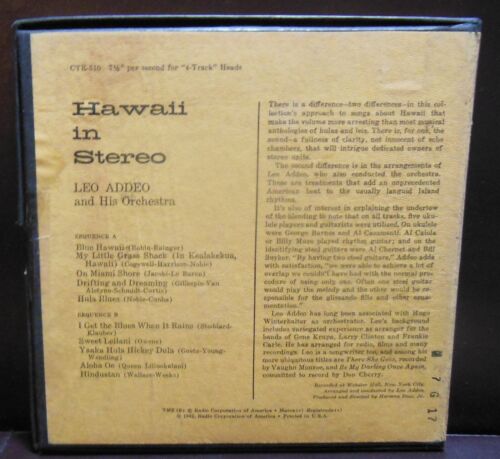 CTR-510 7½" per second for "4-Track" Heads
Hawaii
in
Stereo
LEO ADDEO
and His Orchestra
SEQUENCE A
Blue Hawaii (Robin-Rainger)
My Little Grass Shack (In Kealakekua,
Hawaii) (Cogswell-Harrison-Noble)
On Miami Shore (Jacobi-Le Baron)
Drifting and Dreaming (Gillespie-Van
Alstyne-Schmidt-Curtis)
Hula Blues (Noble-Cunha)
SEQUENCE B
I Get the Blues When It Rains (Stoddard-
Klauber)
Sweet Leilani (Owens)
Yaaka Hula Hickey Dula (Goetz-Young-
Wendling)
Aloha Oe (Queen Liliuokalani)
Hindustan (Wallace-Weeks)
There is a difference—two differences—in this col-
lection's approach to songs about Hawaii that
make the volume more arresting than most musical
anthologies of hulas and leis. There is, for one, the
sound—a fullness of clarity, not innocent of echo
chambers, that will intrigue dedicated owners of
stereo units.
The second difference is in the arrangements of
Leo Addeo, who also conducted the orchestra.
These are treatments that add an unprecedented
American beat to the usually languid Island
rhythms.
It's also of interest in explaining the undertow
of the blending to note that on all tracks, five uku-
lele players and guitarists were utilized. On ukulele
were George Barnes and Al Casamenti. Al Caiola
or Billy Mure played rhythm guitar; and on the
identifying steel guitars were Al Chernet and Bill
Suyker. "By having two steel guitars," Addeo adds
with satisfaction, "we were able to achieve a lot of
overlap we couldn't have had with the normal pro-
cedure of using only one. Often one steel guitar
would play the melody and the other would be re-
sponsible for the glissande fills and other orna-
mentation."
Leo Addeo has long been associated with Hugo
Winterhalter as orchestrator. Leo's background
includes variegated experience as arranger for the
bands of Gene Krupa, Larry Clinton and Frankie
Carle. He has arranged for radio, films and many
recordings. Leo is a songwriter too, and among his
more ubiquitous titles are There She Goes, recorded
by Vaughn Monroe, and Be My Darling Once Again,
committed to record by Don Cherry.
Recorded at Webster Hall, New York City.
Arranged and conducted by Leo Addeo.
Produced and Directed by Herman Diaz, Jr.
TMK(s) ® Radio Corporation of America • Marca(s) Registrada(s)
Radio Corporation of America • Printed in U.S.A.
7 G 17